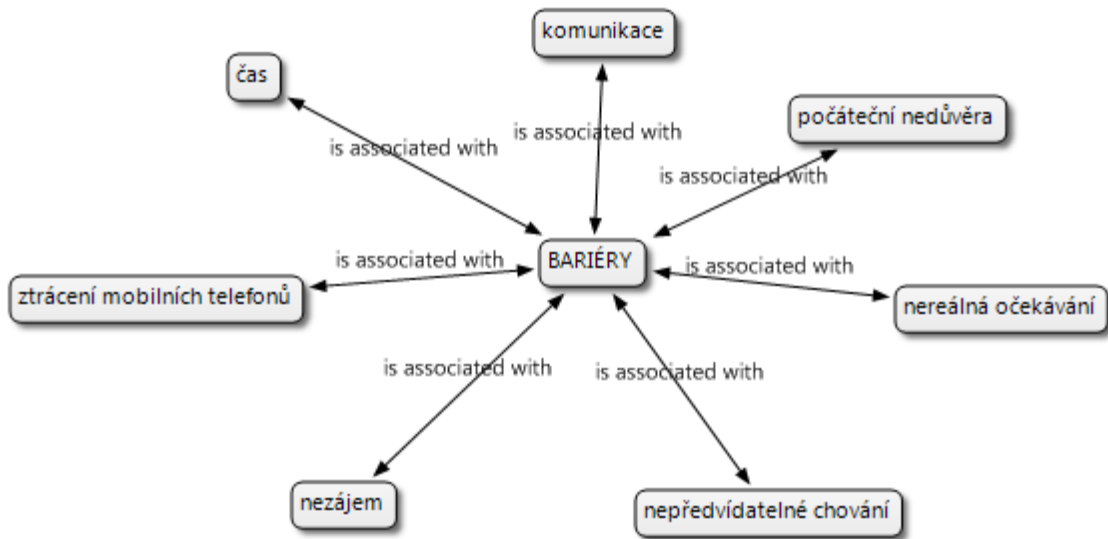 komunikace
čas
počáteční nedůvěra
is associated with
is associated with
is associated with
BARIÉRY
is associated with
is associated with
ztrácení mobilních telefonů
nereálná očekávání
is associated with
is associated with
nezájem
nepředvídatelné chování